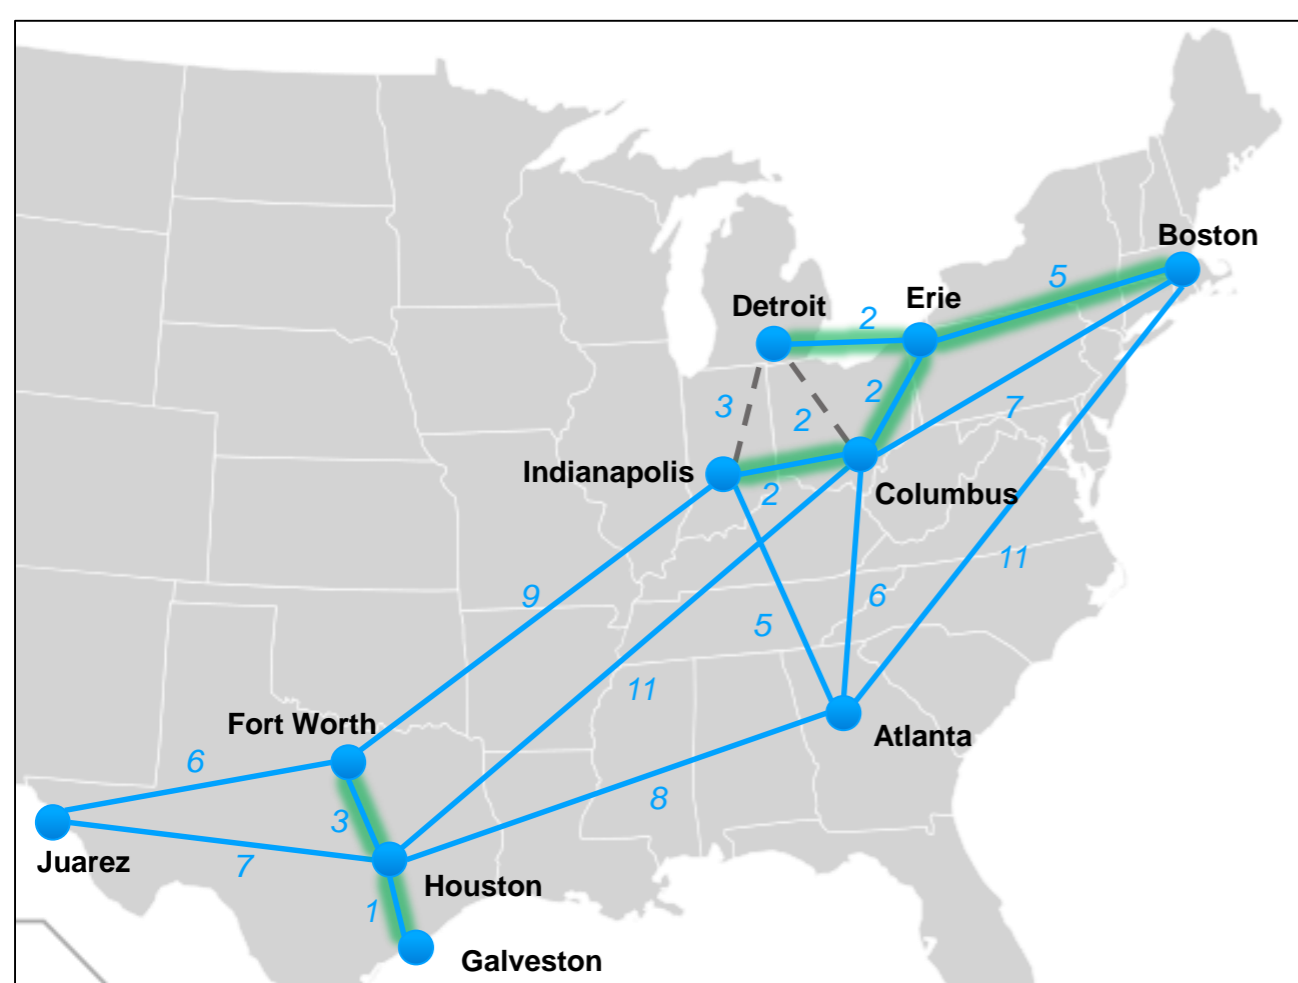 Boston
5
Erie
Detroit
2
2
3
2
7
Indianapolis
2
Columbus
11
9
6
5
11
Fort Worth
Atlanta
6
8
3
7
Juarez
Houston
1
Galveston